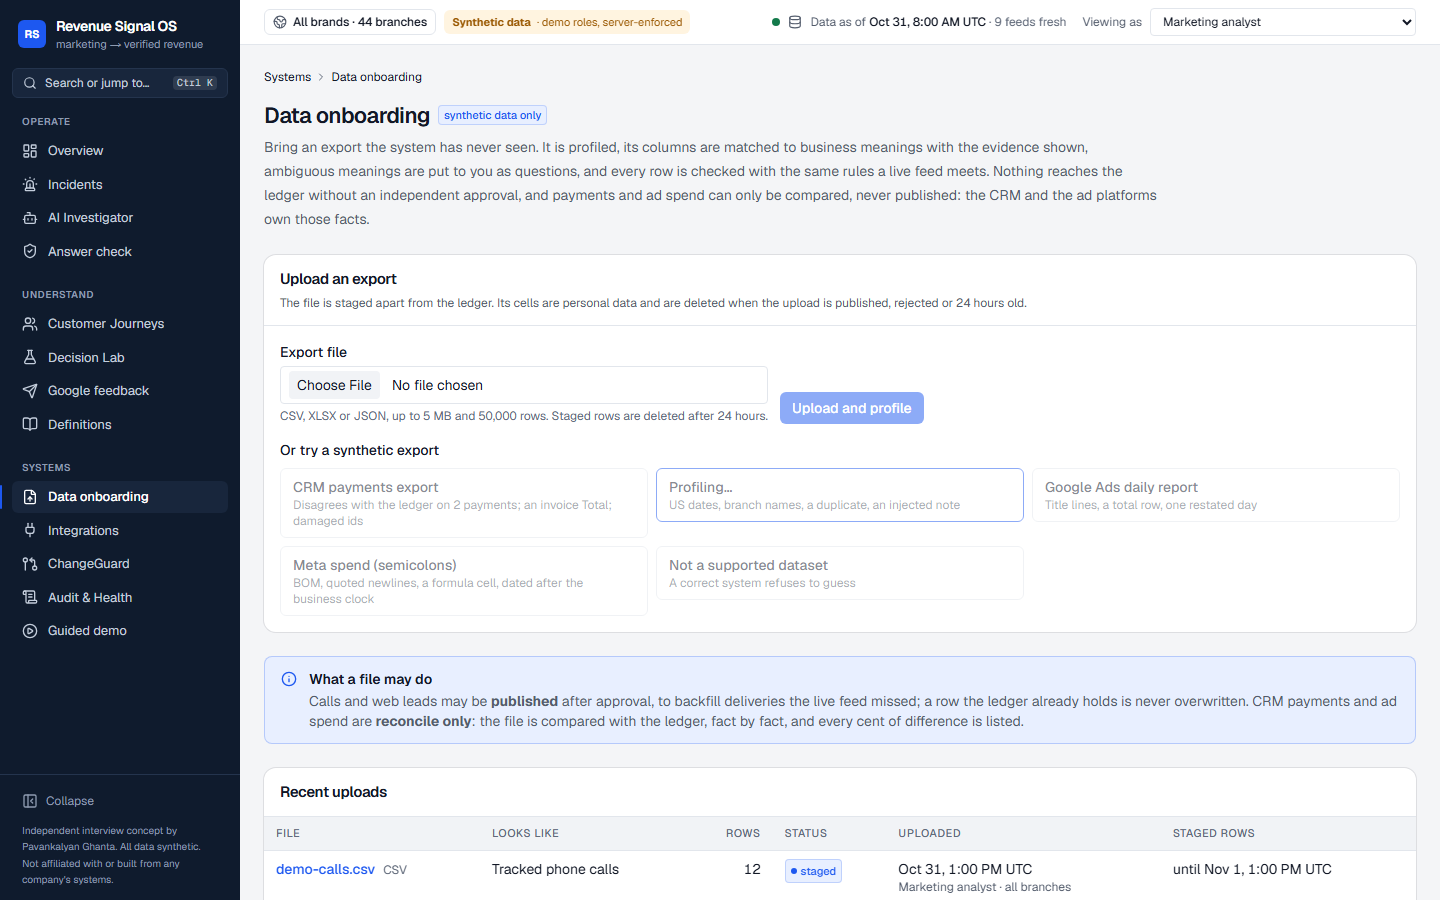 RS
Revenue Signal OS
marketing → verified revenue
Search or jump to...
Ctrl K
OPERATE
Overview
Incidents
AI Investigator
Answer check
UNDERSTAND
Customer Journeys
Decision Lab
Google feedback
Definitions
SYSTEMS
Data onboarding
Integrations
ChangeGuard
Audit & Health
Guided demo
Collapse
Independent interview concept by
Pavankalyan Ghanta. All data synthetic.
Not affiliated with or built from any
company's systems.
All brands · 44 branches
Synthetic data · demo roles, server-enforced
Data as of Oct 31, 8:00 AM UTC · 9 feeds fresh
Viewing as
Marketing analyst
Systems > Data onboarding
Data onboarding
synthetic data only
Bring an export the system has never seen. It is profiled, its columns are matched to business meanings with the evidence shown,
ambiguous meanings are put to you as questions, and every row is checked with the same rules a live feed meets. Nothing reaches the
ledger without an independent approval, and payments and ad spend can only be compared, never published: the CRM and the ad platforms
own those facts.
Upload an export
The file is staged apart from the ledger. Its cells are personal data and are deleted when the upload is published, rejected or 24 hours old.
Export file
Choose File No file chosen
CSV, XLSX or JSON, up to 5 MB and 50,000 rows. Staged rows are deleted after 24 hours.
Upload and profile
Or try a synthetic export
CRM payments export
Disagrees with the ledger on 2 payments; an invoice Total;
damaged ids
Profiling...
US dates, branch names, a duplicate, an injected note
Google Ads daily report
Title lines, a total row, one restated day
Meta spend (semicolons)
BOM, quoted newlines, a formula cell, dated after the
business clock
Not a supported dataset
A correct system refuses to guess
What a file may do
Calls and web leads may be published after approval, to backfill deliveries the live feed missed; a row the ledger already holds is never overwritten. CRM payments and ad
spend are reconcile only: the file is compared with the ledger, fact by fact, and every cent of difference is listed.
Recent uploads
FILE LOOKS LIKE ROWS STATUS UPLOADED STAGED ROWS
demo-calls.csv CSV Tracked phone calls 12 staged Oct 31, 1:00 PM UTC until Nov 1, 1:00 PM UTC
Marketing analyst · all branches